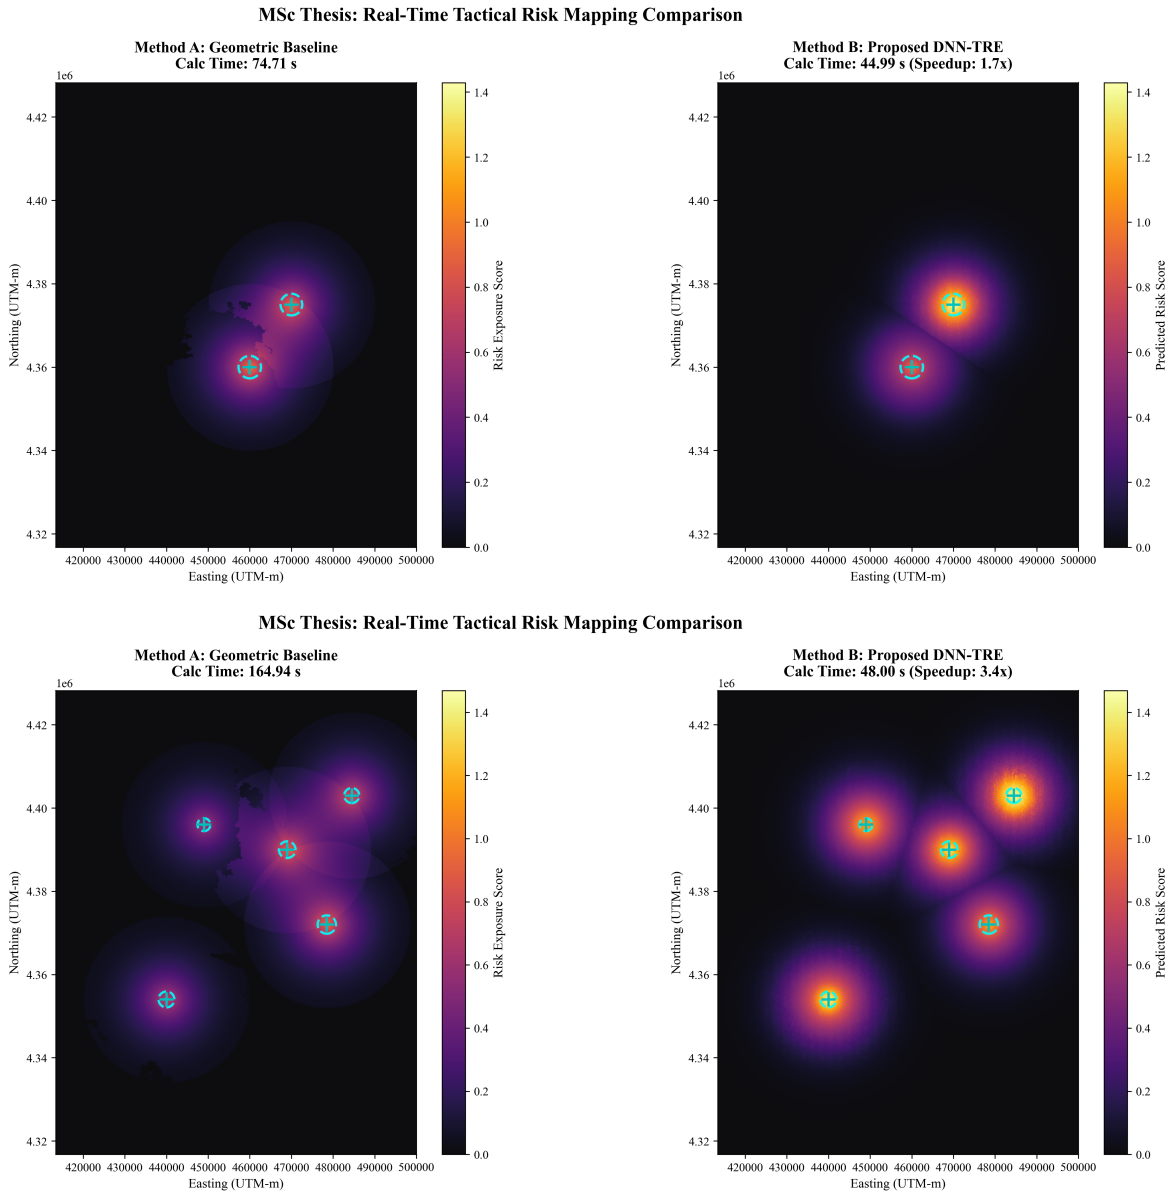 MSc Thesis: Real-Time Tactical Risk Mapping Comparison
Method A: Geometric Baseline
Calc Time: 74.71 s
1e6
4.42
4.40
4.38
4.36
4.34
4.32
Northing (UTM-m)
420000 430000 440000 450000 460000 470000 480000 490000 500000
Easting (UTM-m)
1.4
1.2
1.0
0.8
0.6
0.4
0.2
0.0
Risk Exposure Score
Method B: Proposed DNN-TRE
Calc Time: 44.99 s (Speedup: 1.7x)
1e6
4.42
4.40
4.38
4.36
4.34
4.32
Northing (UTM-m)
420000 430000 440000 450000 460000 470000 480000 490000 500000
Easting (UTM-m)
1.4
1.2
1.0
0.8
0.6
0.4
0.2
0.0
Predicted Risk Score
MSc Thesis: Real-Time Tactical Risk Mapping Comparison
Method A: Geometric Baseline
Calc Time: 164.94 s
1e6
4.42
4.40
4.38
4.36
4.34
4.32
Northing (UTM-m)
420000 430000 440000 450000 460000 470000 480000 490000 500000
Easting (UTM-m)
1.4
1.2
1.0
0.8
0.6
0.4
0.2
0.0
Risk Exposure Score
Method B: Proposed DNN-TRE
Calc Time: 48.00 s (Speedup: 3.4x)
1e6
4.42
4.40
4.38
4.36
4.34
4.32
Northing (UTM-m)
420000 430000 440000 450000 460000 470000 480000 490000 500000
Easting (UTM-m)
1.4
1.2
1.0
0.8
0.6
0.4
0.2
0.0
Predicted Risk Score